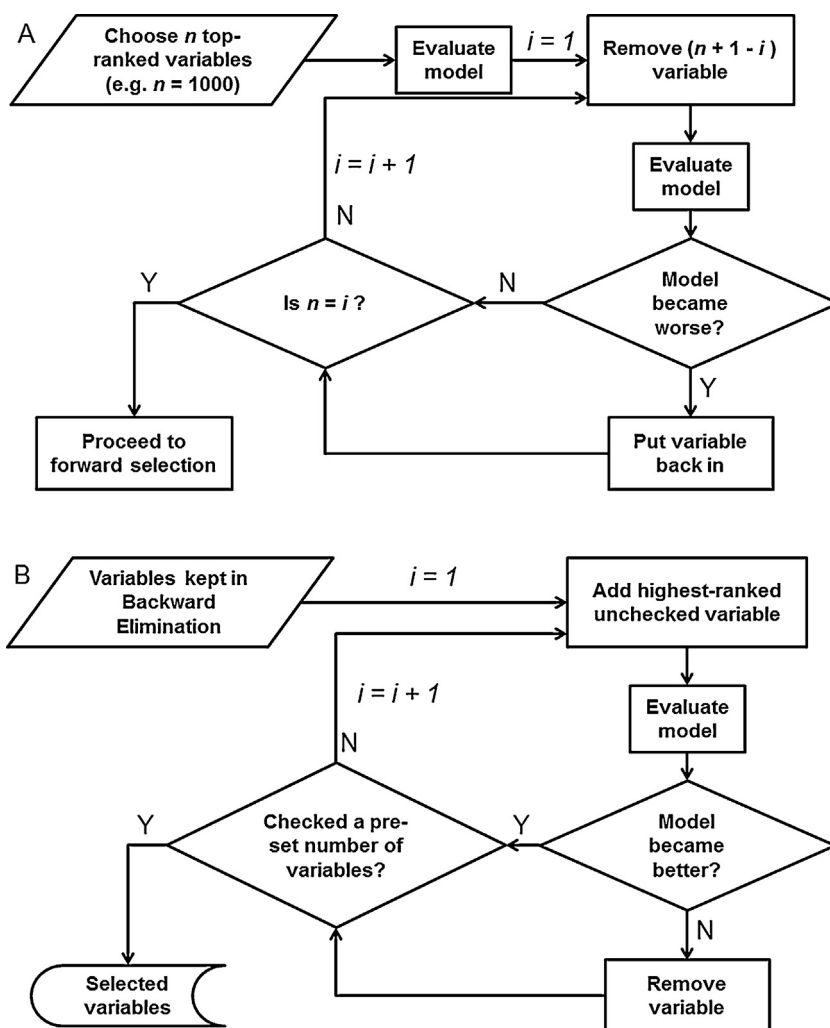 A
Choose n top-
ranked variables
(e.g. n = 1000)
Evaluate
model
i = 1
Remove (n + 1 - i )
variable
Evaluate
model
i = i + 1
N
Model
became
worse?
N
Is n = i ?
Y
Y
Proceed to
forward selection
Put variable
back in
B
Variables kept in
Backward
Elimination
i = 1
Add highest-ranked
unchecked variable
Evaluate
model
i = i + 1
N
Model
became
better?
Y
Checked a pre-
set number of
variables?
Y
N
Selected
variables
Remove
variable